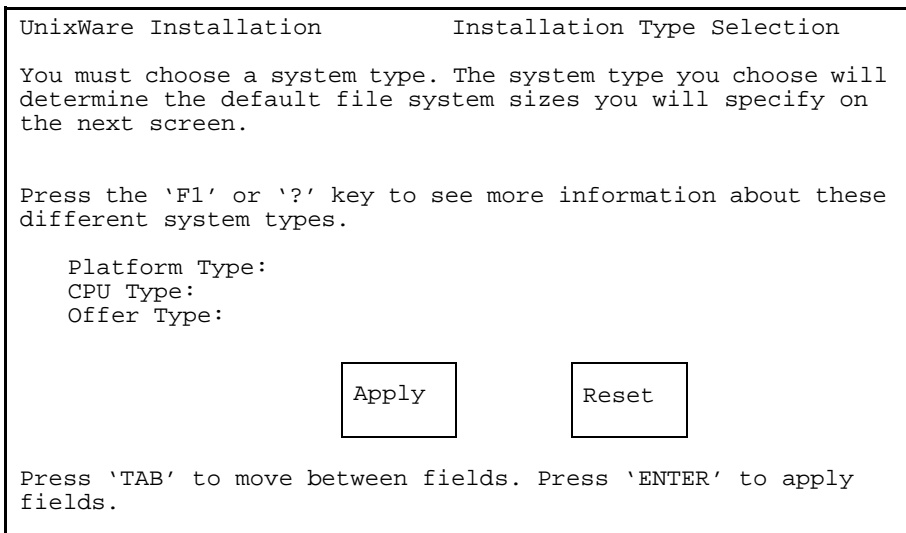 UnixWare Installation Installation Type Selection
You must choose a system type. The system type you choose will
determine the default file system sizes you will specify on
the next screen.
Press the ‘F1’ or ‘?’ key to see more information about these
different system types.
Platform Type:
CPU Type:
Offer Type:
Apply Reset
Press ‘TAB’ to move between fields. Press ‘ENTER’ to apply
fields.